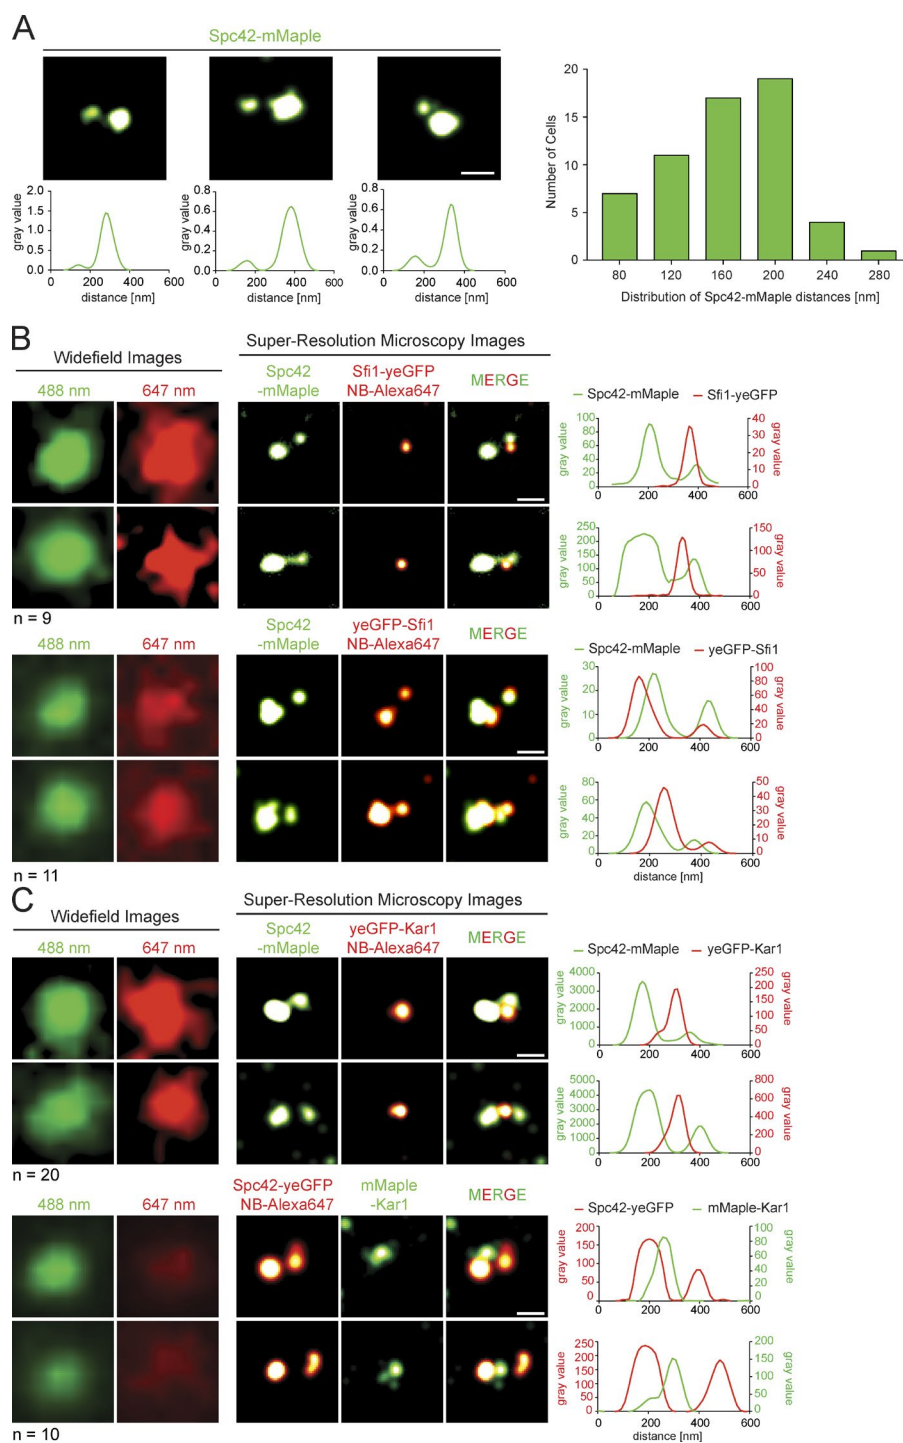 A
Spc42-mMaple
2.0
1.5
1.0
0.5
0.0
gray value
0 200 400 600
distance [nm]
0.8
0.6
0.4
0.2
0.0
gray value
0 200 400 600
distance [nm]
0.8
0.6
0.4
0.2
0.0
gray value
0 200 400 600
distance [nm]
20
15
10
5
0
Number of Cells
80 120 160 200 240 280
Distribution of Spc42-mMaple distances [nm]
B
Widefield Images
Super-Resolution Microscopy Images
488 nm 647 nm
Spc42
-mMaple
Sfi1-yeGFP
NB-Alexa647
MERGE
Spc42-mMaple Sfi1-yeGFP
100
80
60
40
20
0
gray value
40
30
20
10
0
gray value
0 200 400 600
250
200
150
100
50
0
gray value
150
100
50
0
gray value
0 200 400 600
n = 9
488 nm 647 nm
Spc42
-mMaple
yeGFP-Sfi1
NB-Alexa647
MERGE
Spc42-mMaple yeGFP-Sfi1
30
20
10
0
gray value
100
80
60
40
20
0
gray value
0 200 400 600
80
60
40
20
0
gray value
50
40
30
20
10
0
gray value
0 200 400 600
distance [nm]
n = 11
C
Widefield Images
Super-Resolution Microscopy Images
488 nm 647 nm
Spc42
-mMaple
yeGFP-Kar1
NB-Alexa647
MERGE
Spc42-mMaple yeGFP-Kar1
4000
3000
2000
1000
0
gray value
250
200
150
100
50
0
gray value
0 200 400 600
5000
4000
3000
2000
1000
0
gray value
800
600
400
200
0
gray value
0 200 400 600
n = 20
488 nm 647 nm
Spc42-yeGFP
NB-Alexa647
mMaple
-Kar1
MERGE
Spc42-yeGFP mMaple-Kar1
200
150
100
50
0
gray value
100
80
60
40
20
0
gray value
0 200 400 600
250
200
150
100
50
0
gray value
200
150
100
50
0
gray value
0 200 400 600
distance [nm]
n = 10